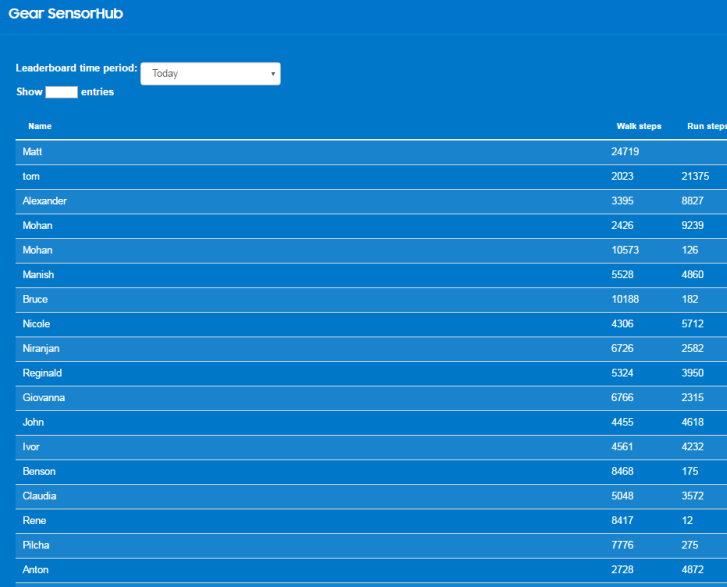 Gear SensorHub
Leaderboard time period: Today
Show entries
Name Walk steps Run steps
Matt 24719
tom 2023 21375
Alexander 3395 8827
Mohan 2426 9239
Mohan 10573 126
Manish 5528 4860
Bruce 10188 182
Nicole 4306 5712
Niranjan 6726 2582
Reginald 5324 3950
Giovanna 6766 2315
John 4455 4618
Ivor 4561 4232
Benson 8468 175
Claudia 5048 3572
Rene 8417 12
Pilcha 7776 275
Anton 2728 4872